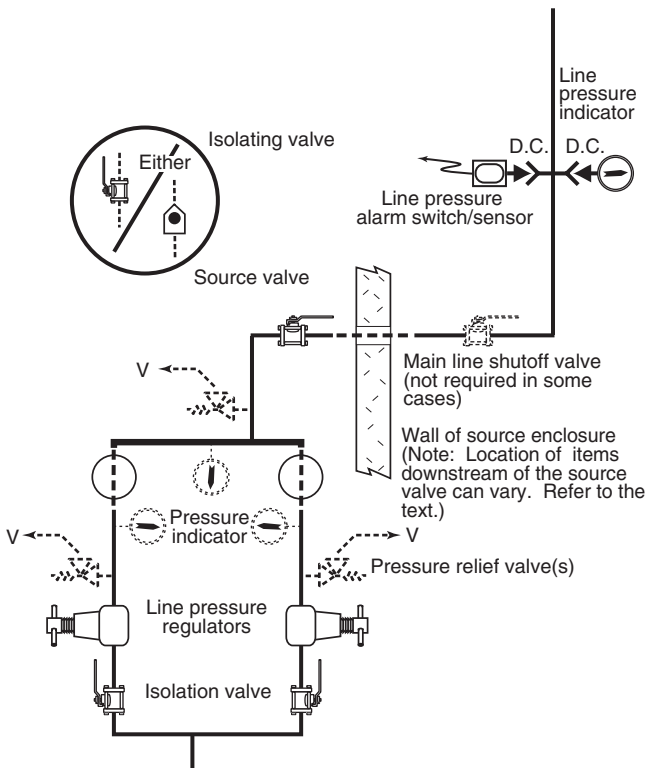 Line
pressure
indicator
D.C. D.C.
Isolating valve
Either
Line pressure
alarm switch/sensor
Source valve
Main line shutoff valve
(not required in some
cases)
V
Wall of source enclosure
(Note: Location of items
downstream of the source
valve can vary. Refer to the
text.)
Pressure
indicator
V
V
Pressure relief valve(s)
Line pressure
regulators
Isolation valve